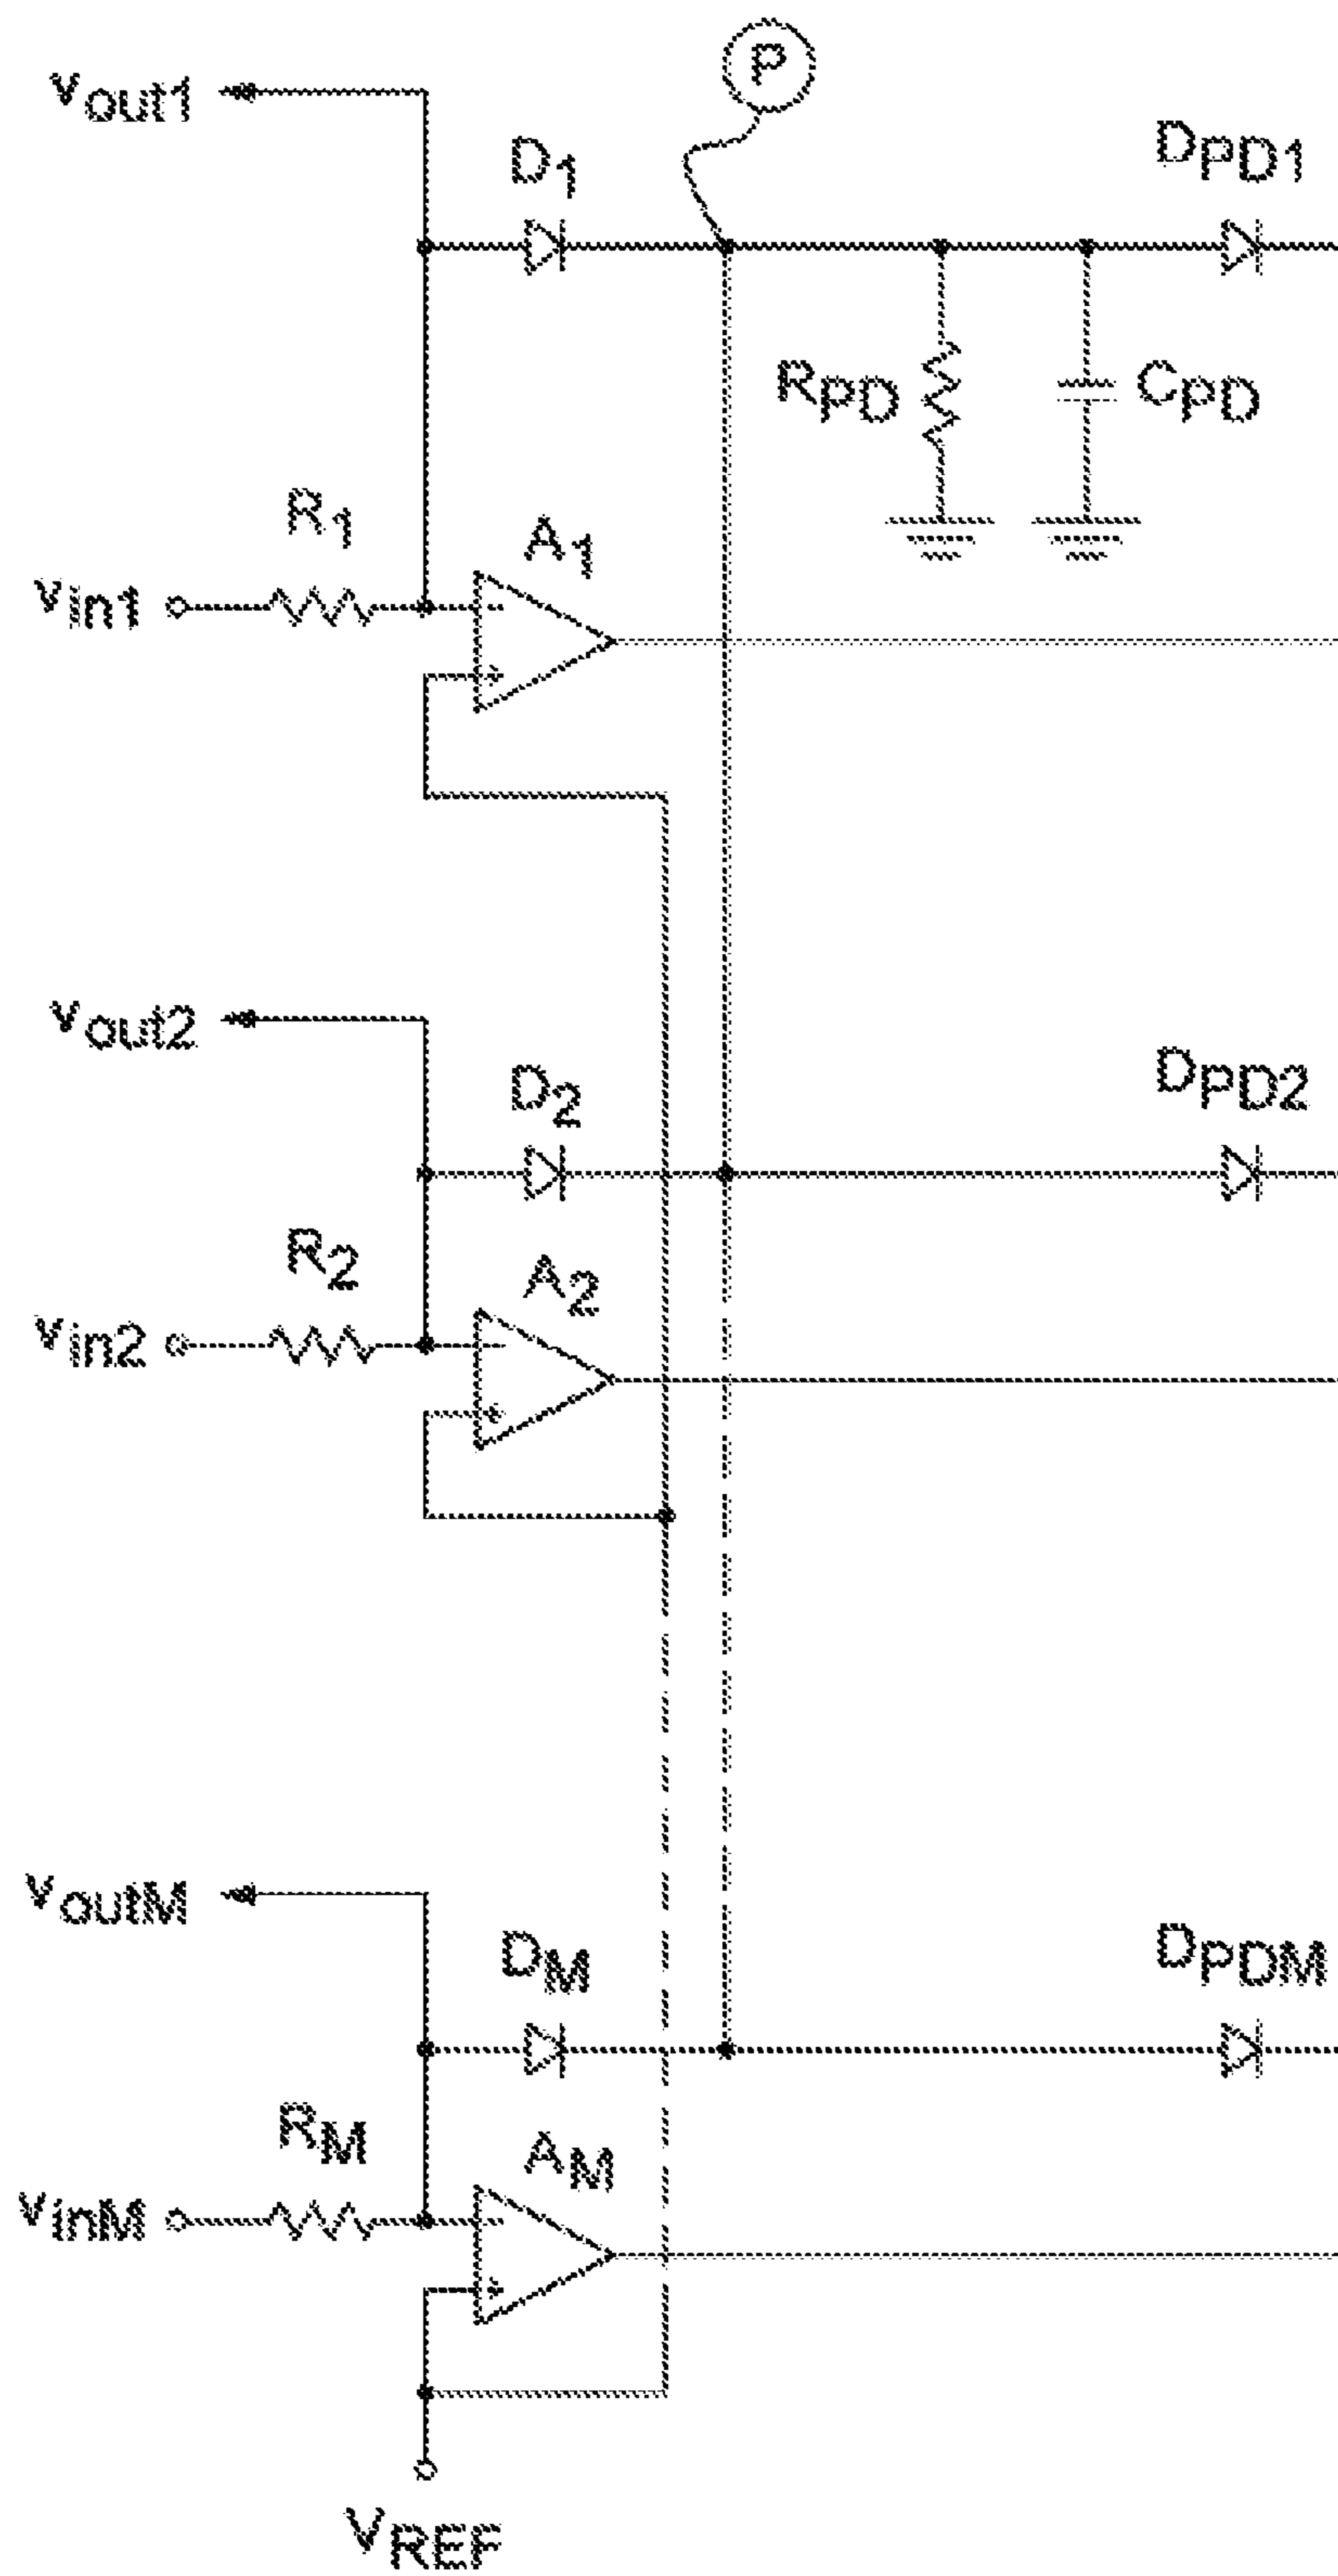 P
vout1
D1
DPD1
RPD
CPD
R1
A1
vin1
vout2
D2
DPD2
R2
A2
vin2
voutM
DM
DPDM
RM
AM
vinM
VREF